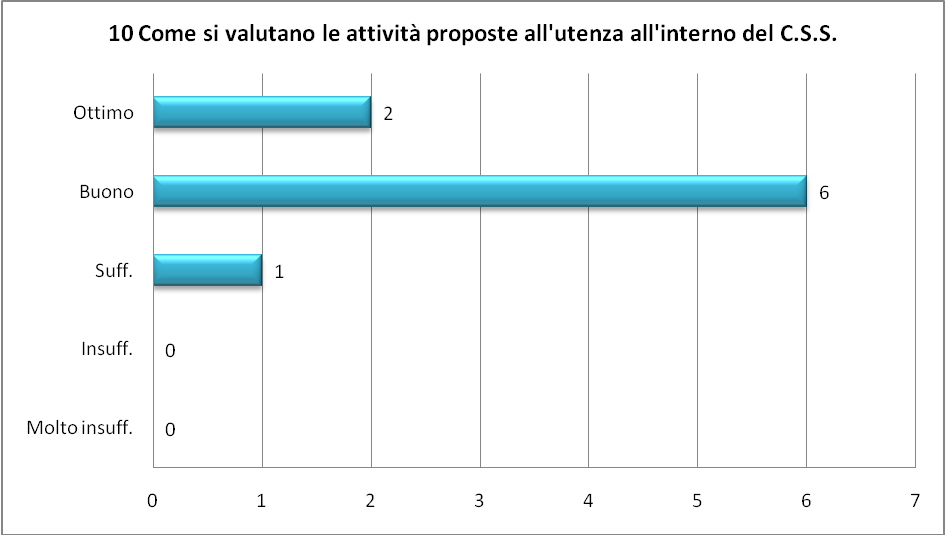 10 Come si valutano le attività proposte all'utenza all'interno del C.S.S.
Ottimo 2
Buono 6
Suff. 1
Insuff. 0
Molto insuff. 0
0 1 2 3 4 5 6 7